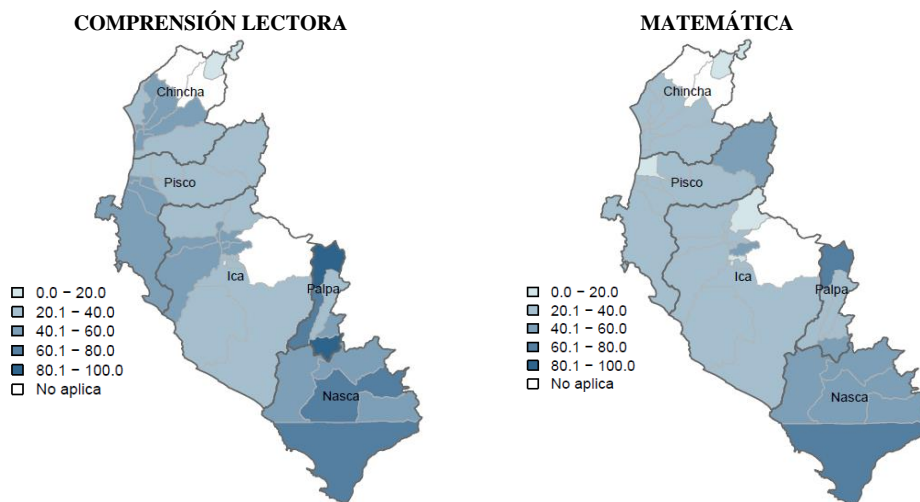 COMPRENSIÓN LECTORA
Chincha
Pisco
Ica
Palpa
Nasca
0.0 – 20.0
20.1 – 40.0
40.1 – 60.0
60.1 – 80.0
80.1 – 100.0
No aplica
MATEMÁTICA
Chincha
Pisco
Ica
Palpa
Nasca
0.0 – 20.0
20.1 – 40.0
40.1 – 60.0
60.1 – 80.0
80.1 – 100.0
No aplica